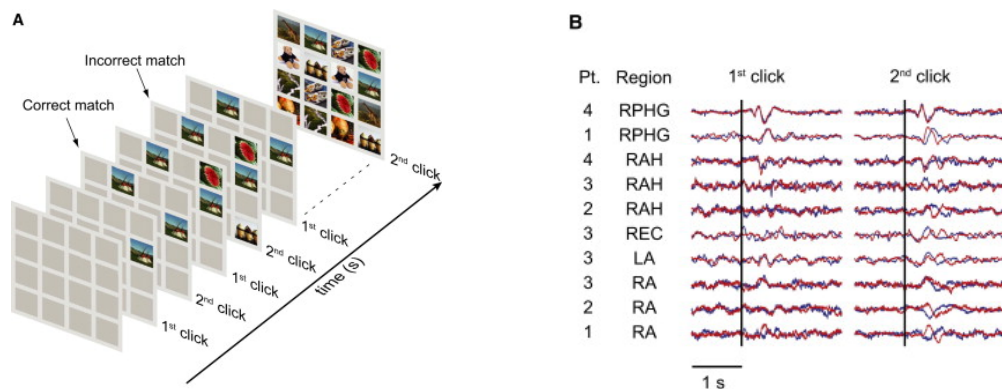 A
Incorrect match
Correct match
1st click
2nd click
1st click
2nd click
1st click
2nd click
time (s)
B
Pt. Region 1st click 2nd click
4 RPHG
1 RPHG
4 RAH
3 RAH
2 RAH
3 REC
3 LA
3 RA
2 RA
1 RA
1 s